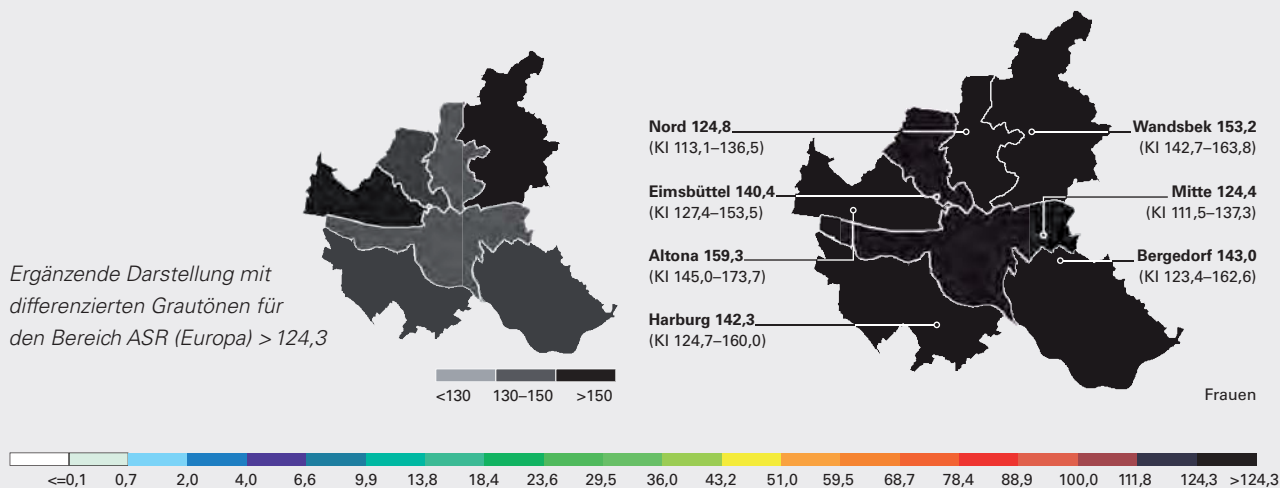 Nord 124,8
(KI 113,1–136,5)
Eimsbüttel 140,4
(KI 127,4–153,5)
Altona 159,3
(KI 145,0–173,7)
Harburg 142,3
(KI 124,7–160,0)
Wandsbek 153,2
(KI 142,7–163,8)
Mitte 124,4
(KI 111,5–137,3)
Bergedorf 143,0
(KI 123,4–162,6)
Ergänzende Darstellung mit
differenzierten Grautönen für
den Bereich ASR (Europa) > 124,3
<130 130–150 >150
Frauen
<=0,1 0,7 2,0 4,0 6,6 9,9 13,8 18,4 23,6 29,5 36,0 43,2 51,0 59,5 68,7 78,4 88,9 100,0 111,8 124,3 >124,3